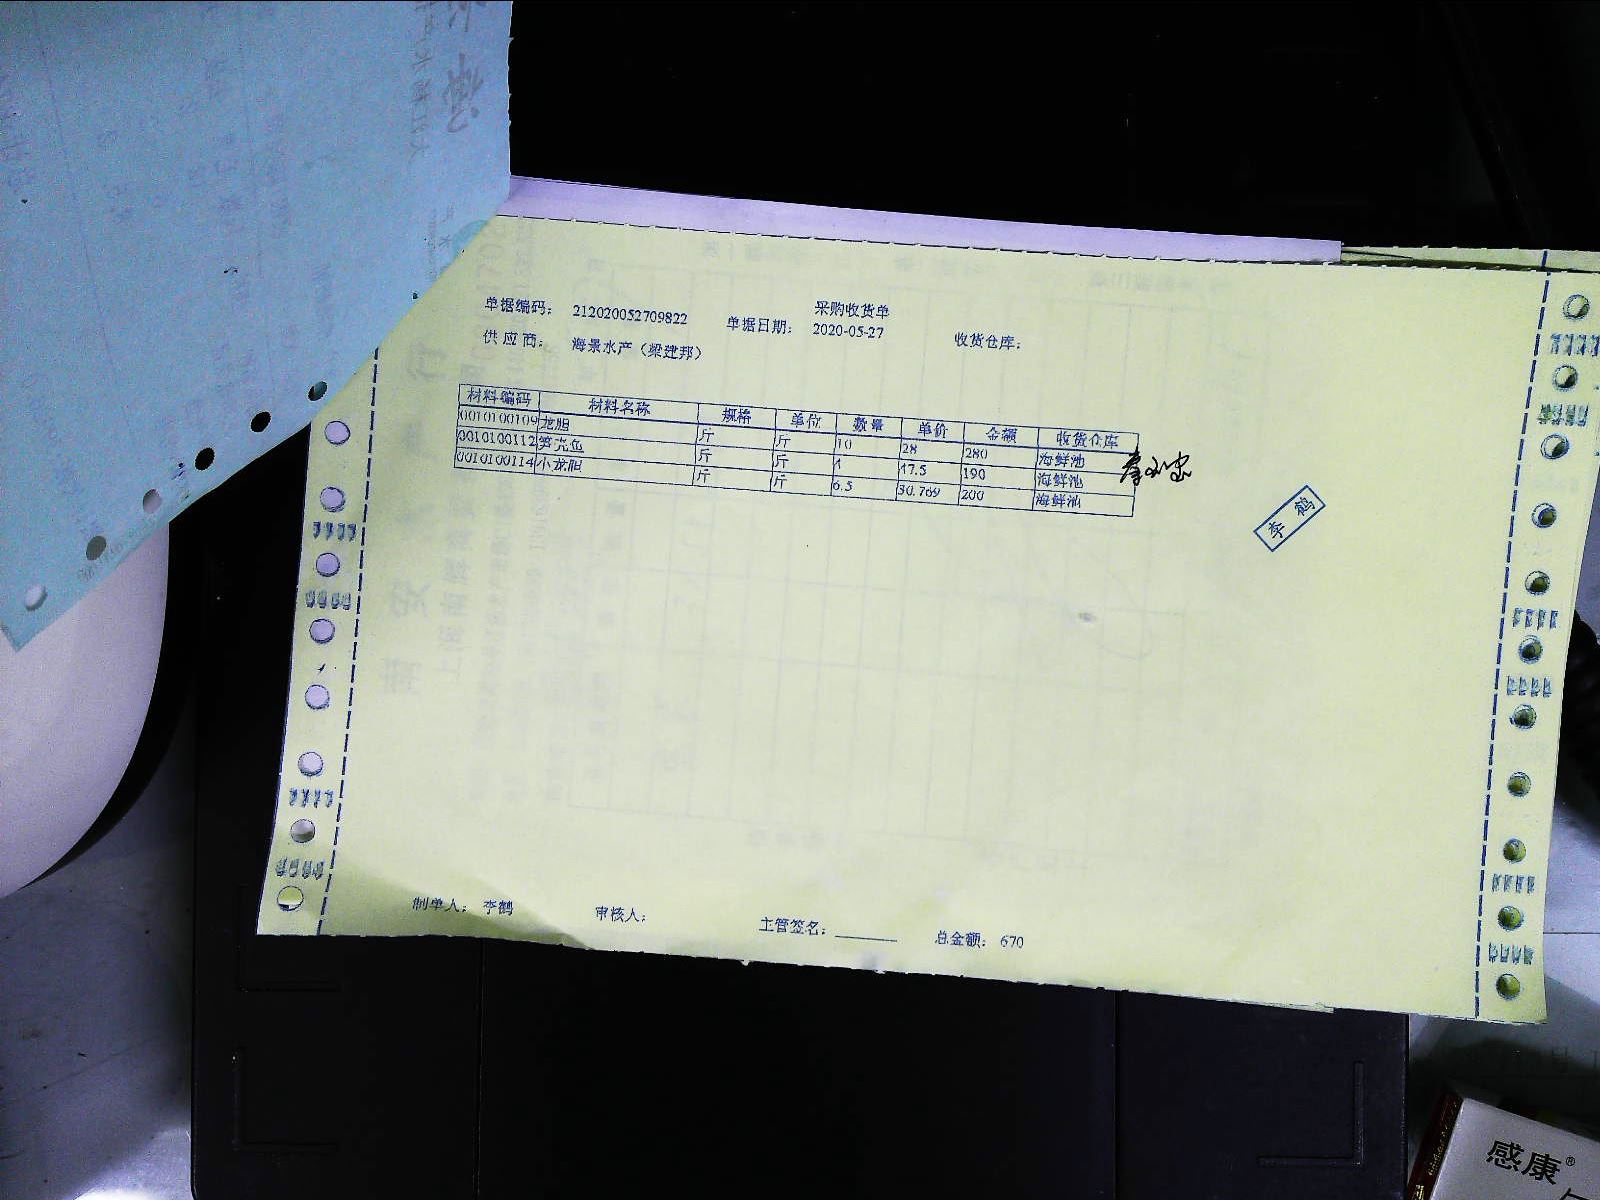 采购收货单
单据编码： 212020052709822 单据日期： 2020-05-27 收货仓库：
供应商： 海景水产（梁建邦）
材料编码 材料名称 规格 单位 数量 单价 金额 收货仓库
0010100109 龙胆 斤 斤 10 28 280 海鲜池
0010100112 笋壳鱼 斤 斤 4 47.5 190 海鲜池
0010100114 小龙胆 斤 斤 6.5 30.769 200 海鲜池
李鹤
制单人： 李鹤 审核人： 主管签名： 总金额： 670
感康®